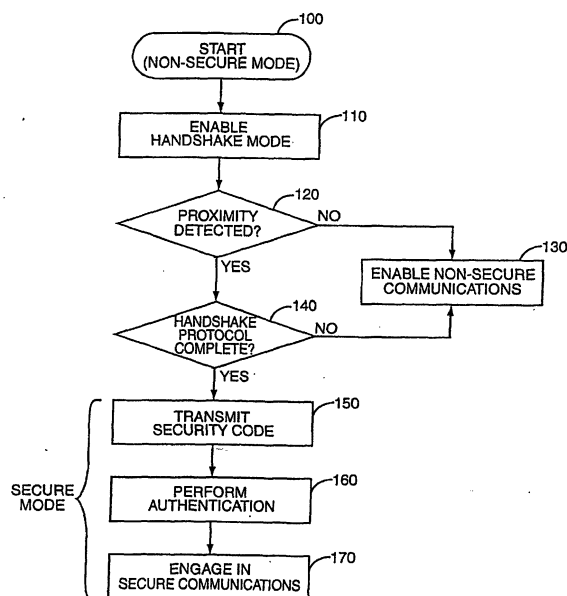 100
START
(NON-SECURE MODE)
110
ENABLE
HANDSHAKE MODE
120
PROXIMITY
DETECTED?
NO
130
YES
ENABLE NON-SECURE
COMMUNICATIONS
140
HANDSHAKE
PROTOCOL
COMPLETE?
NO
YES
150
TRANSMIT
SECURITY CODE
SECURE
MODE
160
PERFORM
AUTHENTICATION
170
ENGAGE IN
SECURE COMMUNICATIONS